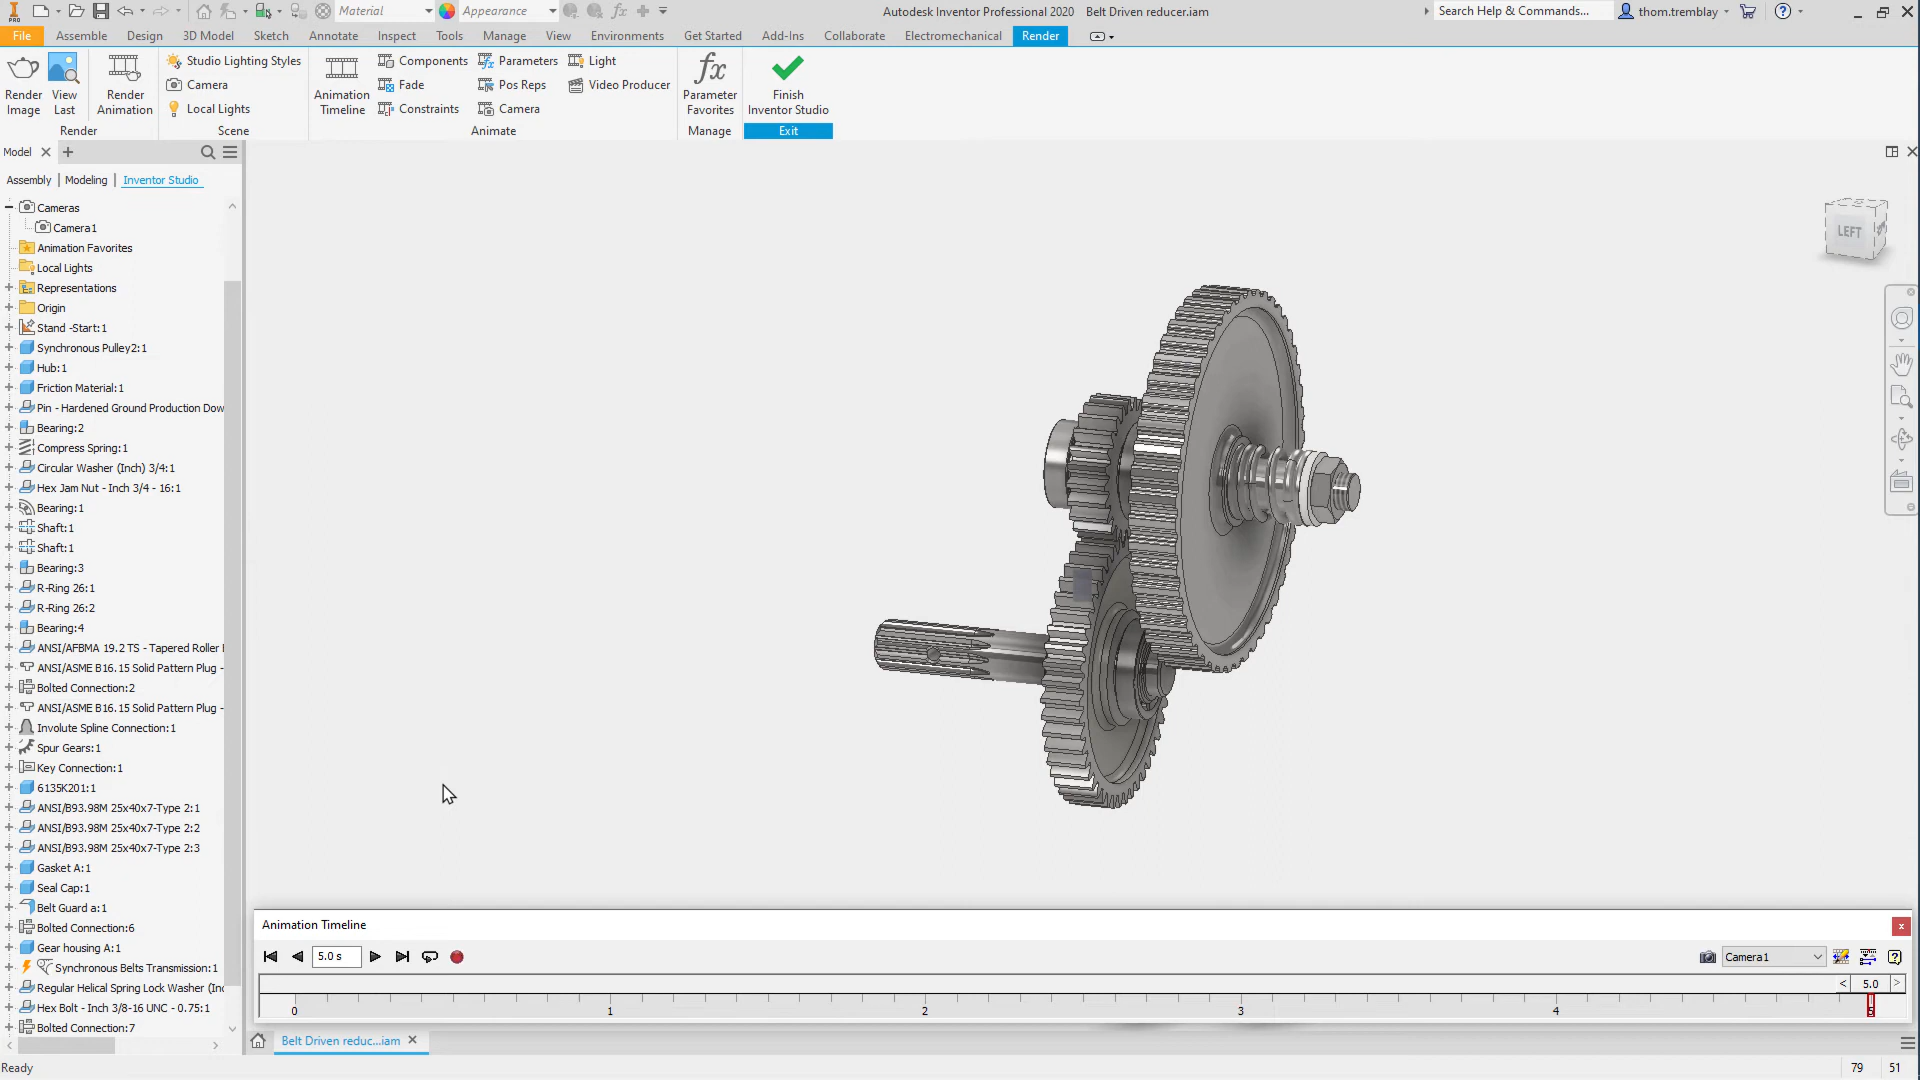 Material
Appearance
Autodesk Inventor Professional 2020 Belt Driven reducer.iam
Search Help & Commands...
thom.tremblay
File Assemble Design 3D Model Sketch Annotate Inspect Tools Manage View Environments Get Started Add-Ins Collaborate Electromechanical Render
Render Image
View Last
Render Animation
Studio Lighting Styles
Camera
Local Lights
Animation Timeline
Components
Fade
Constraints
Parameters
Pos Reps
Camera
Light
Video Producer
fx
Parameter Favorites
Finish Inventor Studio
Render
Scene
Animate
Manage
Exit
Model
Assembly | Modeling | Inventor Studio
Cameras
Camera1
Animation Favorites
Local Lights
Representations
Origin
Stand -Start:1
Synchronous Pulley2:1
Hub:1
Friction Material:1
Pin - Hardened Ground Production Dow
Bearing:2
Compress Spring:1
Circular Washer (Inch) 3/4:1
Hex Jam Nut - Inch 3/4 - 16:1
Bearing:1
Shaft:1
Shaft:1
Bearing:3
R-Ring 26:1
R-Ring 26:2
Bearing:4
ANSI/AFBMA 19.2 TS - Tapered Roller
ANSI/ASME B16.15 Solid Pattern Plug -
Bolted Connection:2
ANSI/ASME B16.15 Solid Pattern Plug -
Involute Spline Connection:1
Spur Gears:1
Key Connection:1
6135K201:1
ANSI/B93.98M 25x40x7-Type 2:1
ANSI/B93.98M 25x40x7-Type 2:2
ANSI/B93.98M 25x40x7-Type 2:3
Gasket A:1
Seal Cap:1
Belt Guard a:1
Bolted Connection:6
Gear housing A:1
Synchronous Belts Transmission:1
Regular Helical Spring Lock Washer (Inc
Hex Bolt - Inch 3/8-16 UNC - 0.75:1
Bolted Connection:7
LEFT
Animation Timeline
5.0 s
Camera1
< 5.0 >
0 1 2 3 4 5
Belt Driven reduc...iam
Ready
79 51